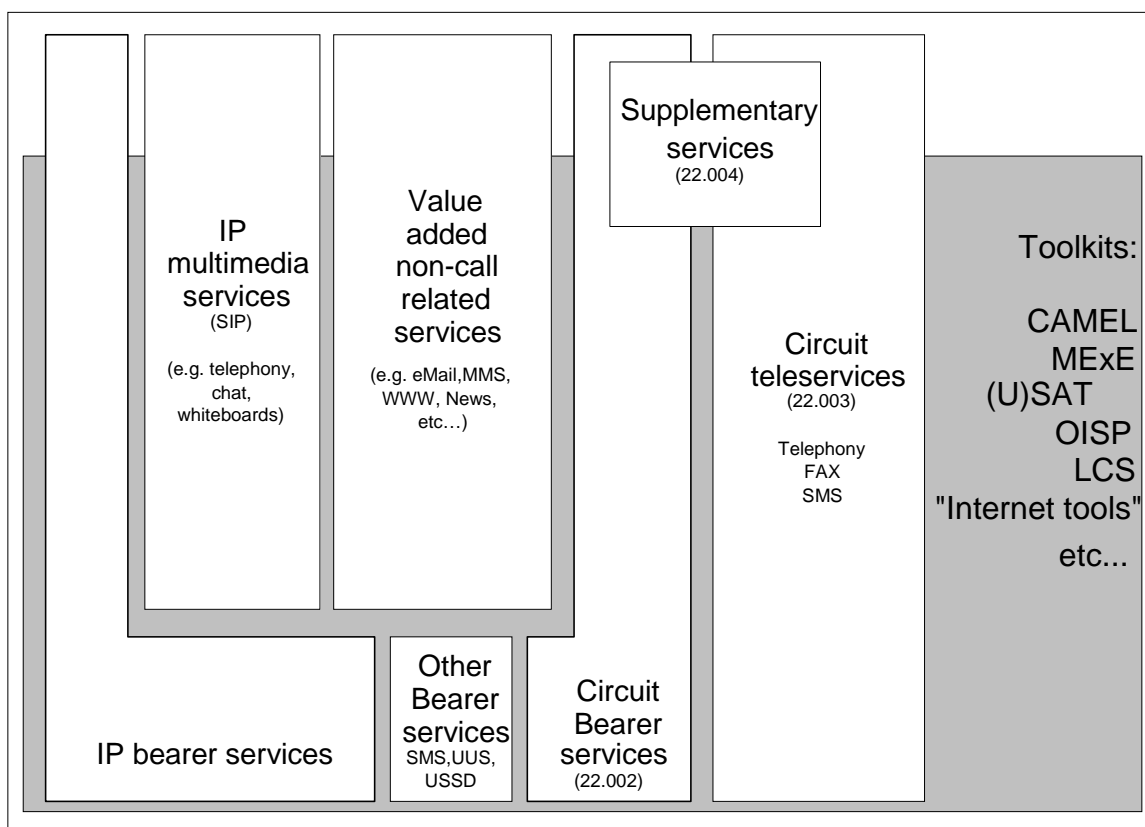 Supplementary
services
(22.004)
IP
multimedia
services
(SIP)
(e.g. telephony,
chat,
whiteboards)
Value
added
non-call
related
services
(e.g. eMail,MMS,
WWW, News,
etc…)
Circuit
teleservices
(22.003)
Telephony
FAX
SMS
Toolkits:
CAMEL
MExE
(U)SAT
OISP
LCS
"Internet tools"
etc...
IP bearer services
Other
Bearer
services
SMS,UUS,
USSD
Circuit
Bearer
services
(22.002)